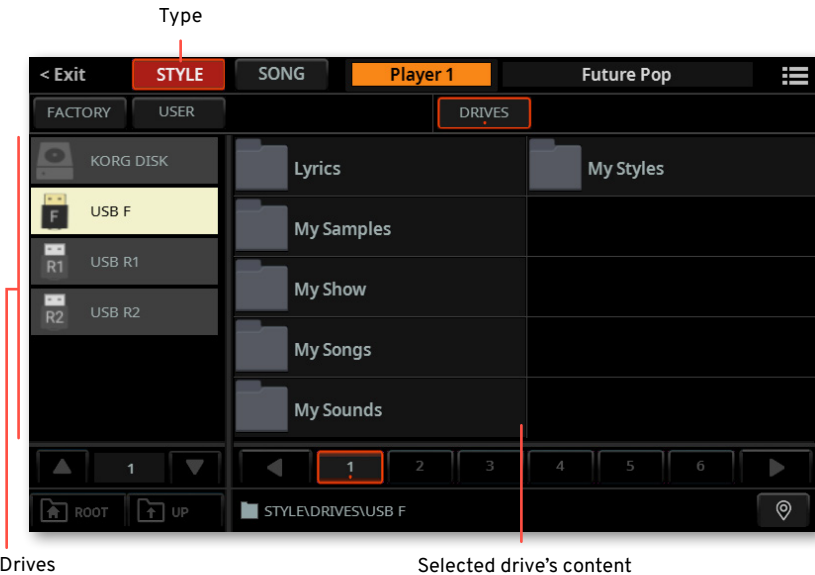 Type
< Exit STYLE SONG Player 1 Future Pop
FACTORY USER DRIVES
KORG DISK
F USB F
R1 USB R1
R2 USB R2
Lyrics My Styles
My Samples
My Show
My Songs
My Sounds
1 1 2 3 4 5 6
ROOT UP STYLE\DRIVES\USB F
Drives Selected drive's content